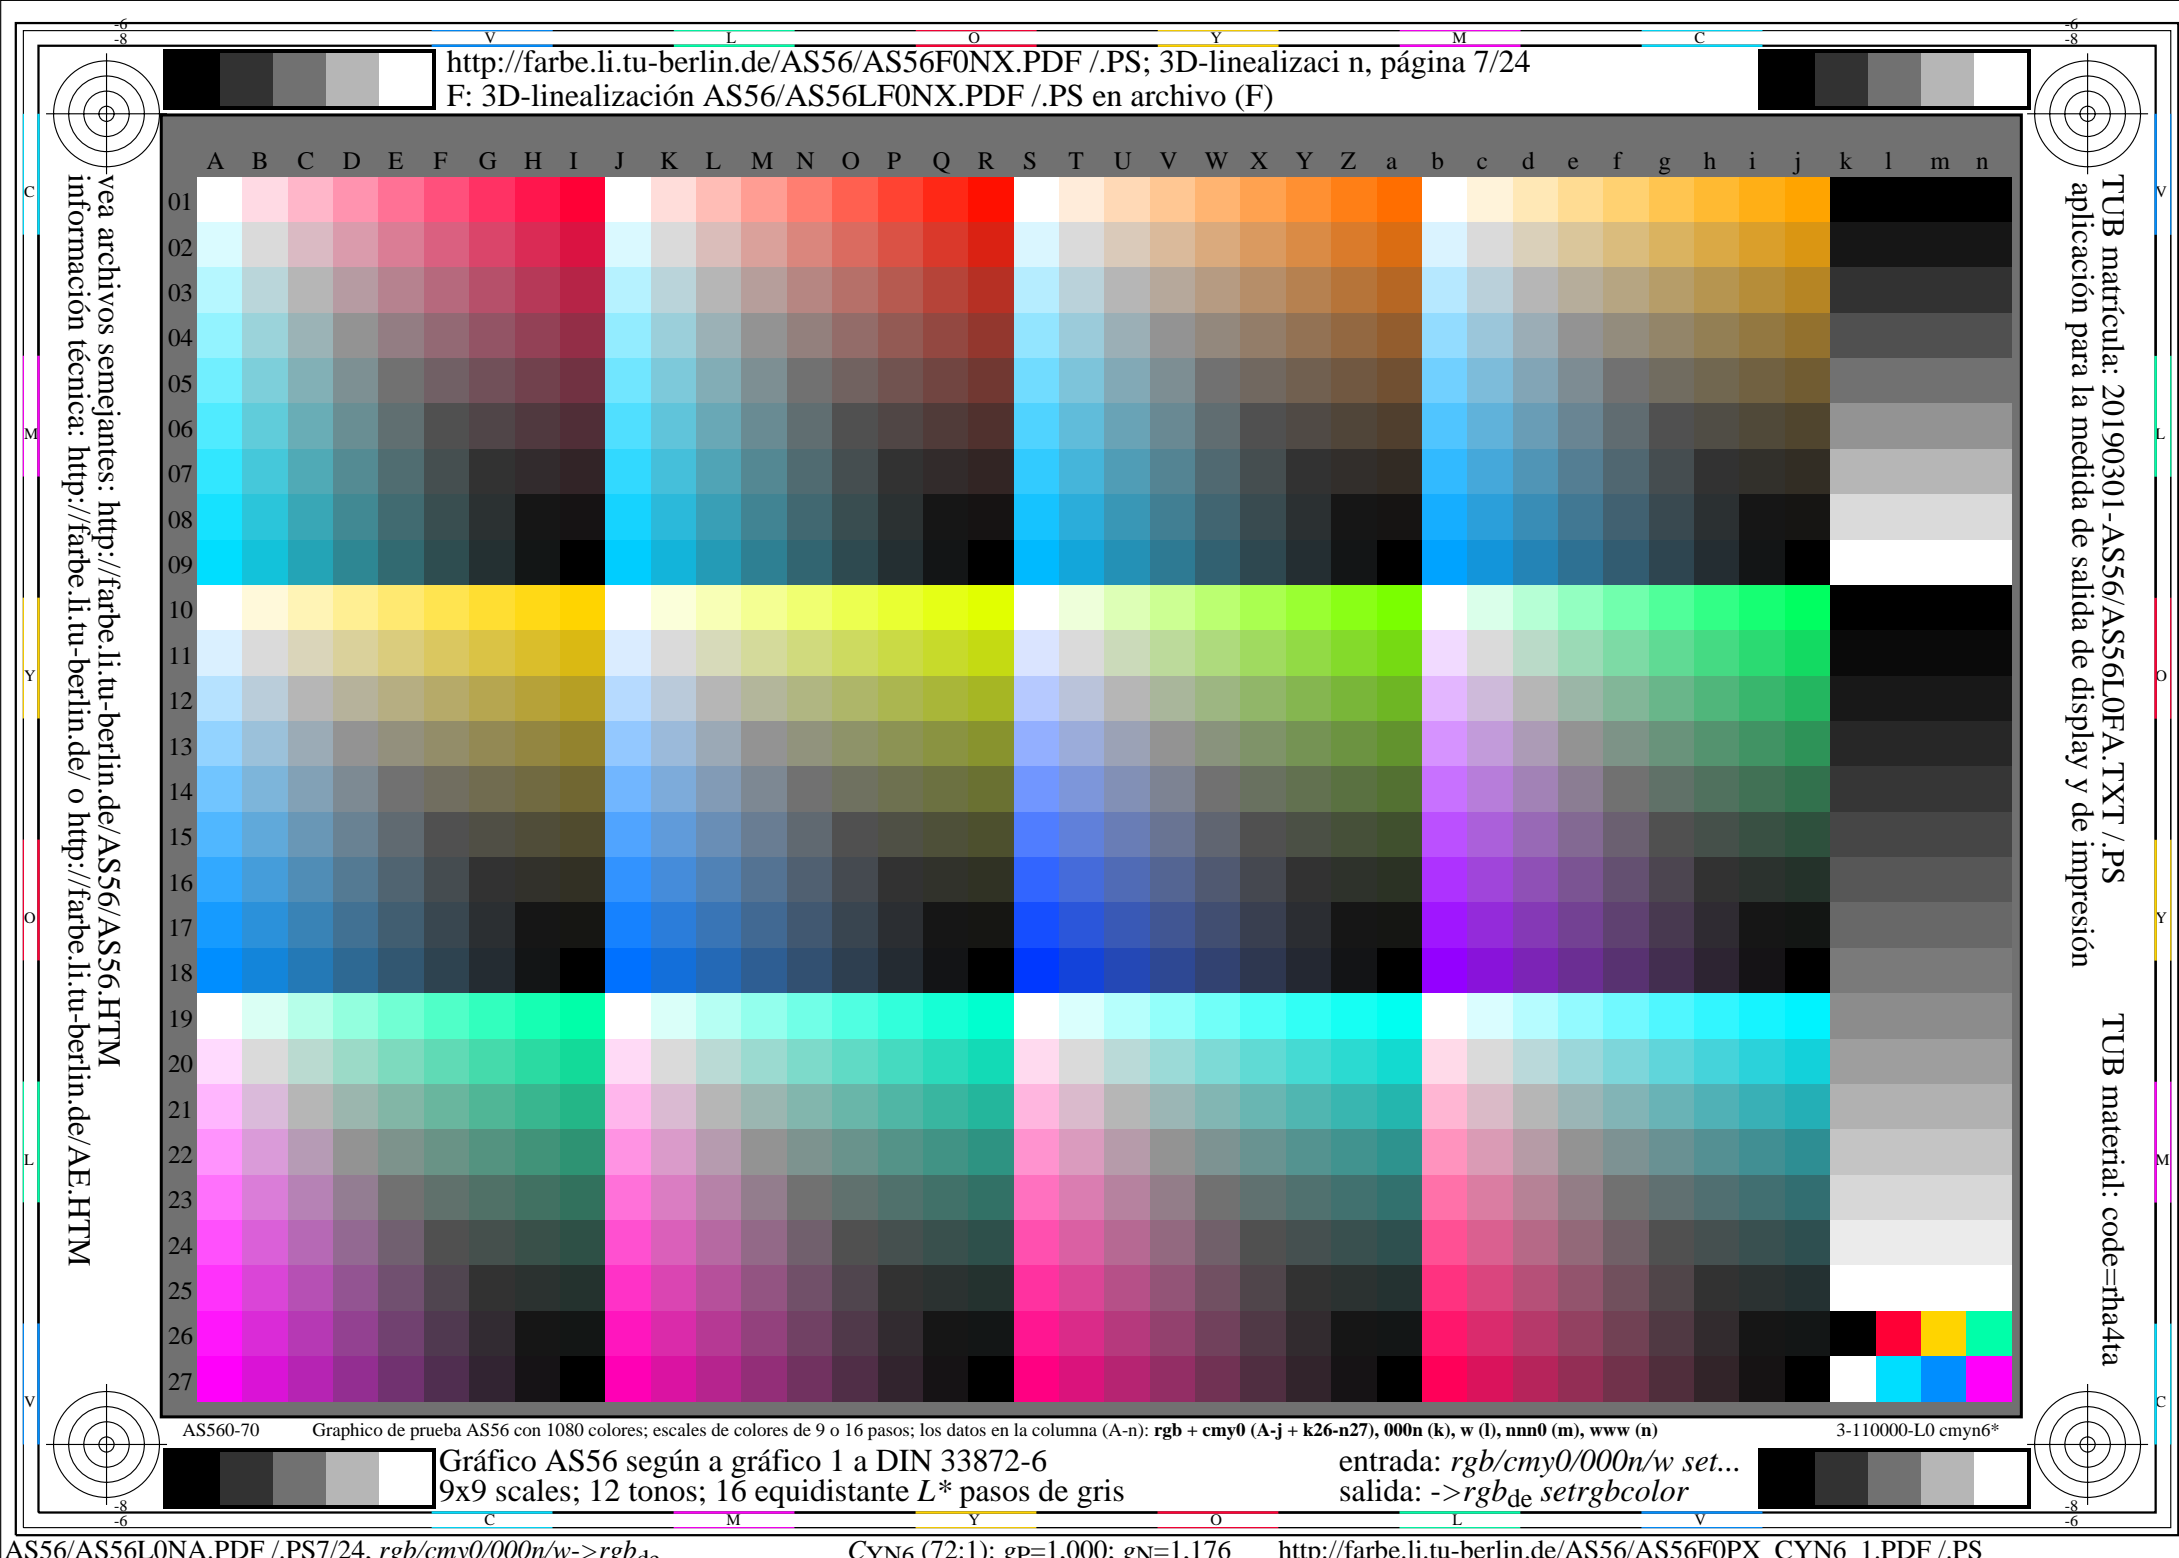 -6
-8
V L O Y M C
-6
-8
http://farbe.li.tu-berlin.de/AS56/AS56F0NX.PDF /.PS; 3D-linealizaci n, página 7/24
F: 3D-linealización AS56/AS56LF0NX.PDF /.PS en archivo (F)
A B C D E F G H I J K L M N O P Q R S T U V W X Y Z a b c d e f g h i j k l m n
01
02
03
04
05
06
07
08
09
10
11
12
13
14
15
16
17
18
19
20
21
22
23
24
25
26
27
C
M
Y
O
L
V
vea archivos semejantes: http://farbe.li.tu-berlin.de/AS56/AS56.HTM
información técnica: http://farbe.li.tu-berlin.de/ o http://farbe.li.tu-berlin.de/AE.HTM
TUB matrícula: 20190301-AS56/AS56L0FA.TXT /.PS
aplicación para la medida de salida de display y de impresión
TUB material: code=rha4ta
V
L
O
Y
M
C
AS560-70
Graphico de prueba AS56 con 1080 colores; escales de colores de 9 o 16 pasos; los datos en la columna (A-n): rgb + cmy0 (A-j + k26-n27), 000n (k), w (l), nnn0 (m), www (n)
3-110000-L0 cmyn6*
Gráfico AS56 según a gráfico 1 a DIN 33872-6
9x9 scales; 12 tonos; 16 equidistante L* pasos de gris
entrada: rgb/cmy0/000n/w set...
salida: ->rgbde setrgbcolor
-8
-6
C M Y O L V
-8
-6
AS56/AS56L0NA.PDF /.PS7/24, rgb/cmy0/000n/w->rgbde
CYN6 (72:1): gP=1,000; gN=1,176
http://farbe.li.tu-berlin.de/AS56/AS56F0PX_CYN6_1.PDF /.PS